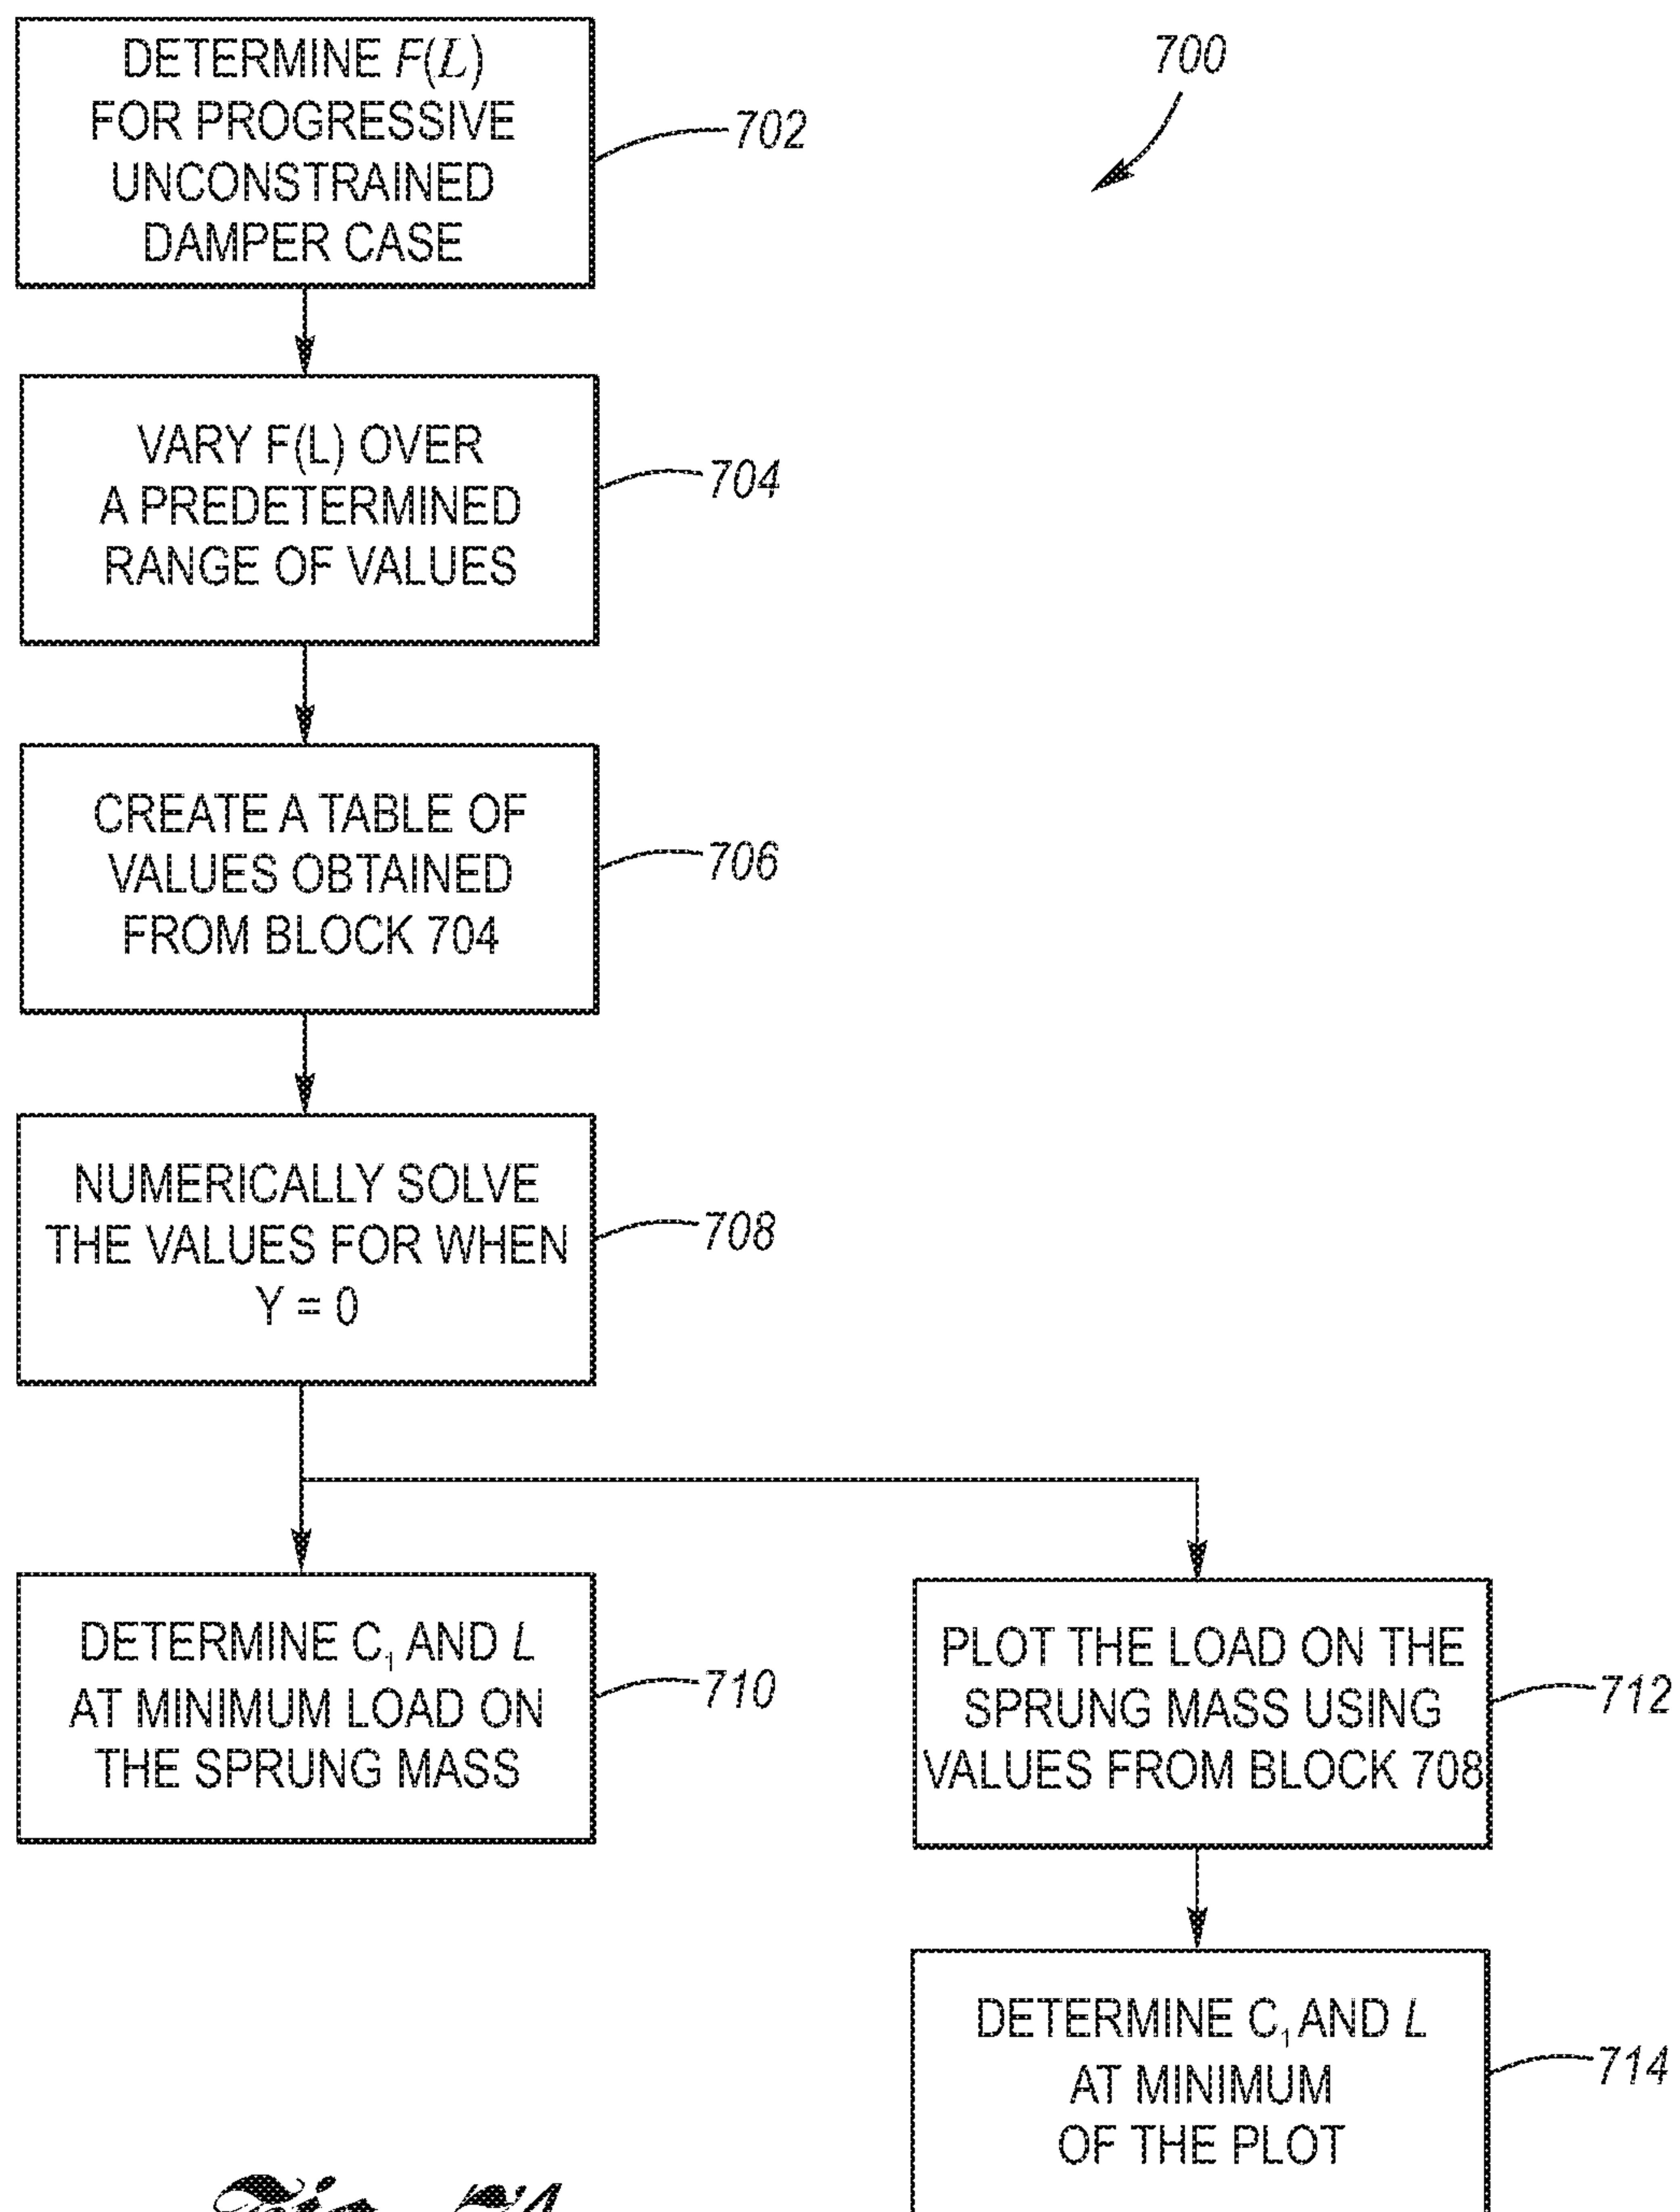 DETERMINE F(L)
FOR PROGRESSIVE
UNCONSTRAINED
DAMPER CASE
702
700
VARY F(L) OVER
A PREDETERMINED
RANGE OF VALUES
704
CREATE A TABLE OF
VALUES OBTAINED
FROM BLOCK 704
706
NUMERICALLY SOLVE
THE VALUES FOR WHEN
Y = 0
708
DETERMINE C₁ AND L
AT MINIMUM LOAD ON
THE SPRUNG MASS
710
PLOT THE LOAD ON THE
SPRUNG MASS USING
VALUES FROM BLOCK 708
712
DETERMINE C₁ AND L
AT MINIMUM
OF THE PLOT
714